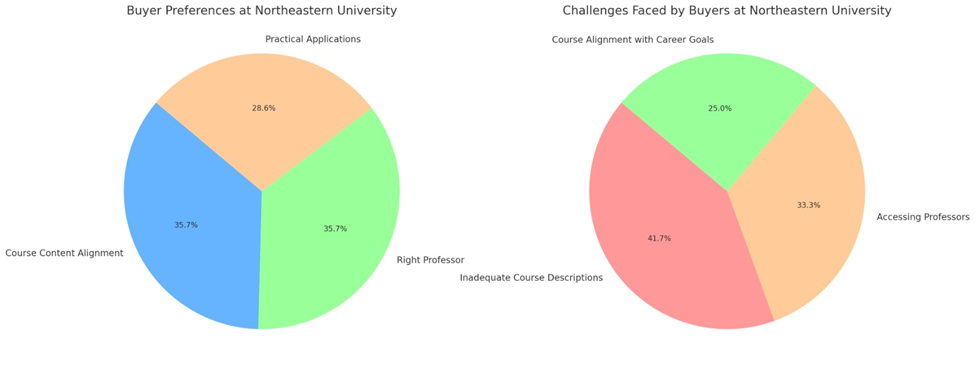 Buyer Preferences at Northeastern University
Practical Applications
28.6%
35.7%
35.7%
Course Content Alignment
Right Professor
Challenges Faced by Buyers at Northeastern University
Course Alignment with Career Goals
25.0%
33.3%
Accessing Professors
41.7%
Inadequate Course Descriptions